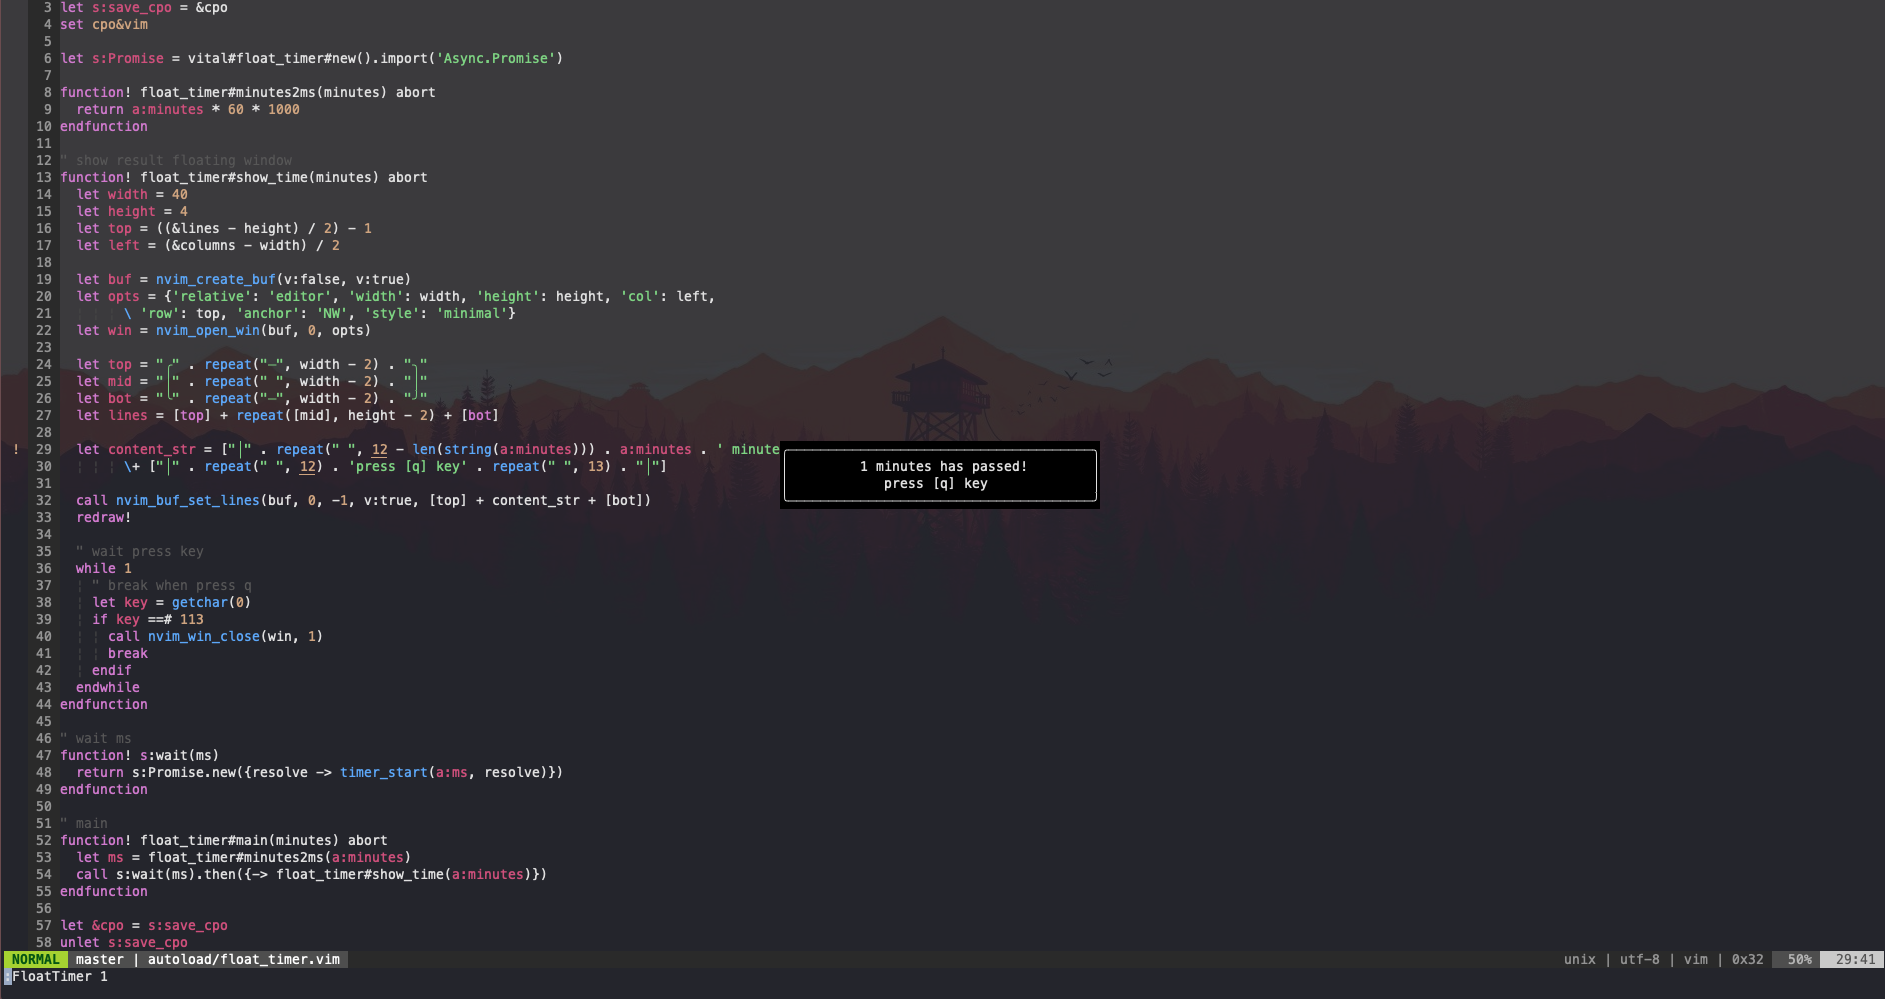 3 let s:save_cpo = &cpo
4 set cpo&vim
5
6 let s:Promise = vital#float_timer#new().import('Async.Promise')
7
8 function! float_timer#minutes2ms(minutes) abort
9   return a:minutes * 60 * 1000
10 endfunction
11
12 " show result floating window
13 function! float_timer#show_time(minutes) abort
14   let width = 40
15   let height = 4
16   let top = ((&lines - height) / 2) - 1
17   let left = (&columns - width) / 2
18
19   let buf = nvim_create_buf(v:false, v:true)
20   let opts = {'relative': 'editor', 'width': width, 'height': height, 'col': left,
21         \ 'row': top, 'anchor': 'NW', 'style': 'minimal'}
22   let win = nvim_open_win(buf, 0, opts)
23
24   let top = "╭" . repeat("─", width - 2) . "╮"
25   let mid = "│" . repeat(" ", width - 2) . "│"
26   let bot = "╰" . repeat("─", width - 2) . "╯"
27   let lines = [top] + repeat([mid], height - 2) + [bot]
28
! 29   let content_str = ["│" . repeat(" ", 12 - len(string(a:minutes))) . a:minutes . ' minute
30         \+ ["│" . repeat(" ", 12) . 'press [q] key' . repeat(" ", 13) . "│"]
1 minutes has passed!
press [q] key
31
32   call nvim_buf_set_lines(buf, 0, -1, v:true, [top] + content_str + [bot])
33   redraw!
34
35   " wait press key
36   while 1
37     " break when press q
38     let key = getchar(0)
39     if key ==# 113
40       call nvim_win_close(win, 1)
41       break
42     endif
43   endwhile
44 endfunction
45
46 " wait ms
47 function! s:wait(ms)
48   return s:Promise.new({resolve -> timer_start(a:ms, resolve)})
49 endfunction
50
51 " main
52 function! float_timer#main(minutes) abort
53   let ms = float_timer#minutes2ms(a:minutes)
54   call s:wait(ms).then({-> float_timer#show_time(a:minutes)})
55 endfunction
56
57 let &cpo = s:save_cpo
58 unlet s:save_cpo
NORMAL master | autoload/float_timer.vim unix | utf-8 | vim | 0x32 50% 29:41
:FloatTimer 1